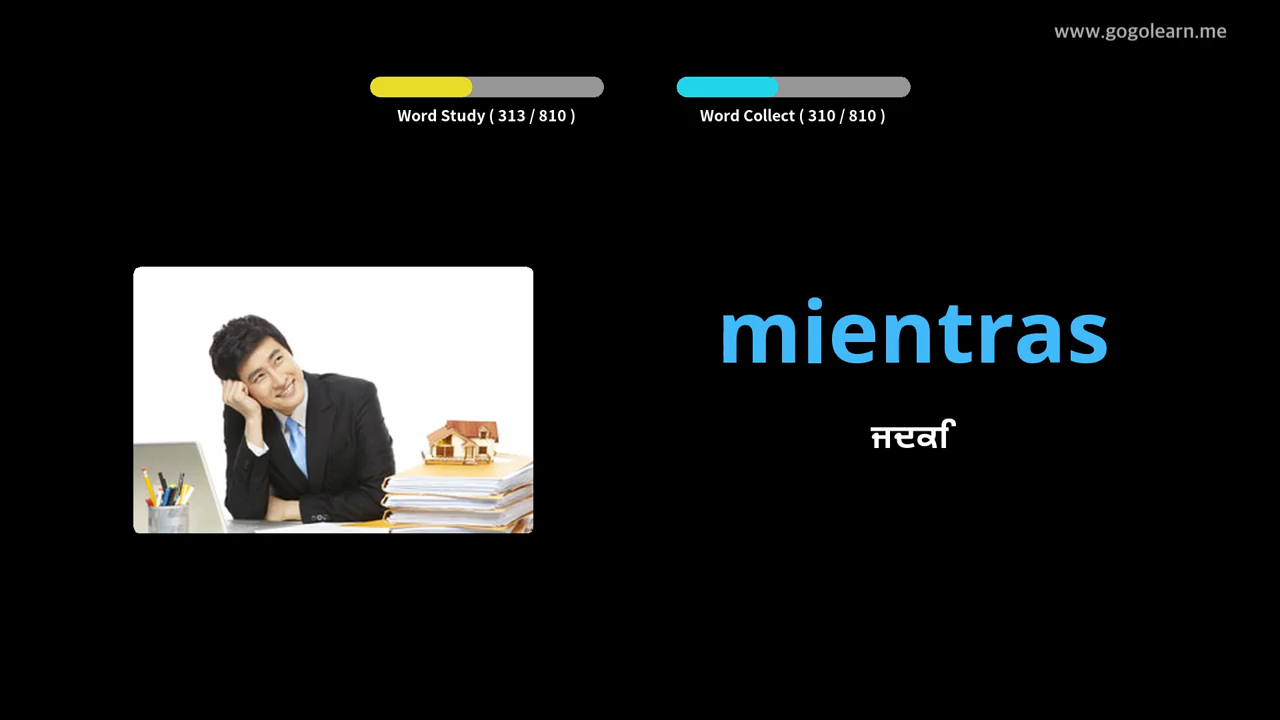 www.gogolearn.me
Word Study ( 313 / 810 )
Word Collect ( 310 / 810 )
mientras
ਜਦਕਿ